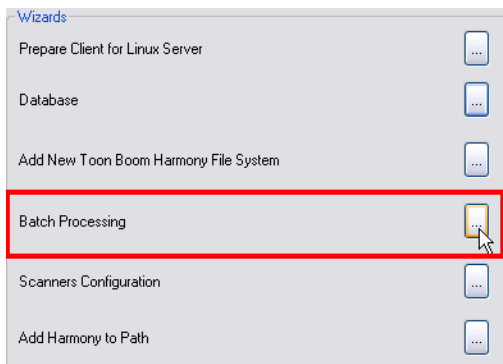 Wizards
Prepare Client for Linux Server ...
Database ...
Add New Toon Boom Harmony File System ...
Batch Processing ...
Scanners Configuration ...
Add Harmony to Path ...